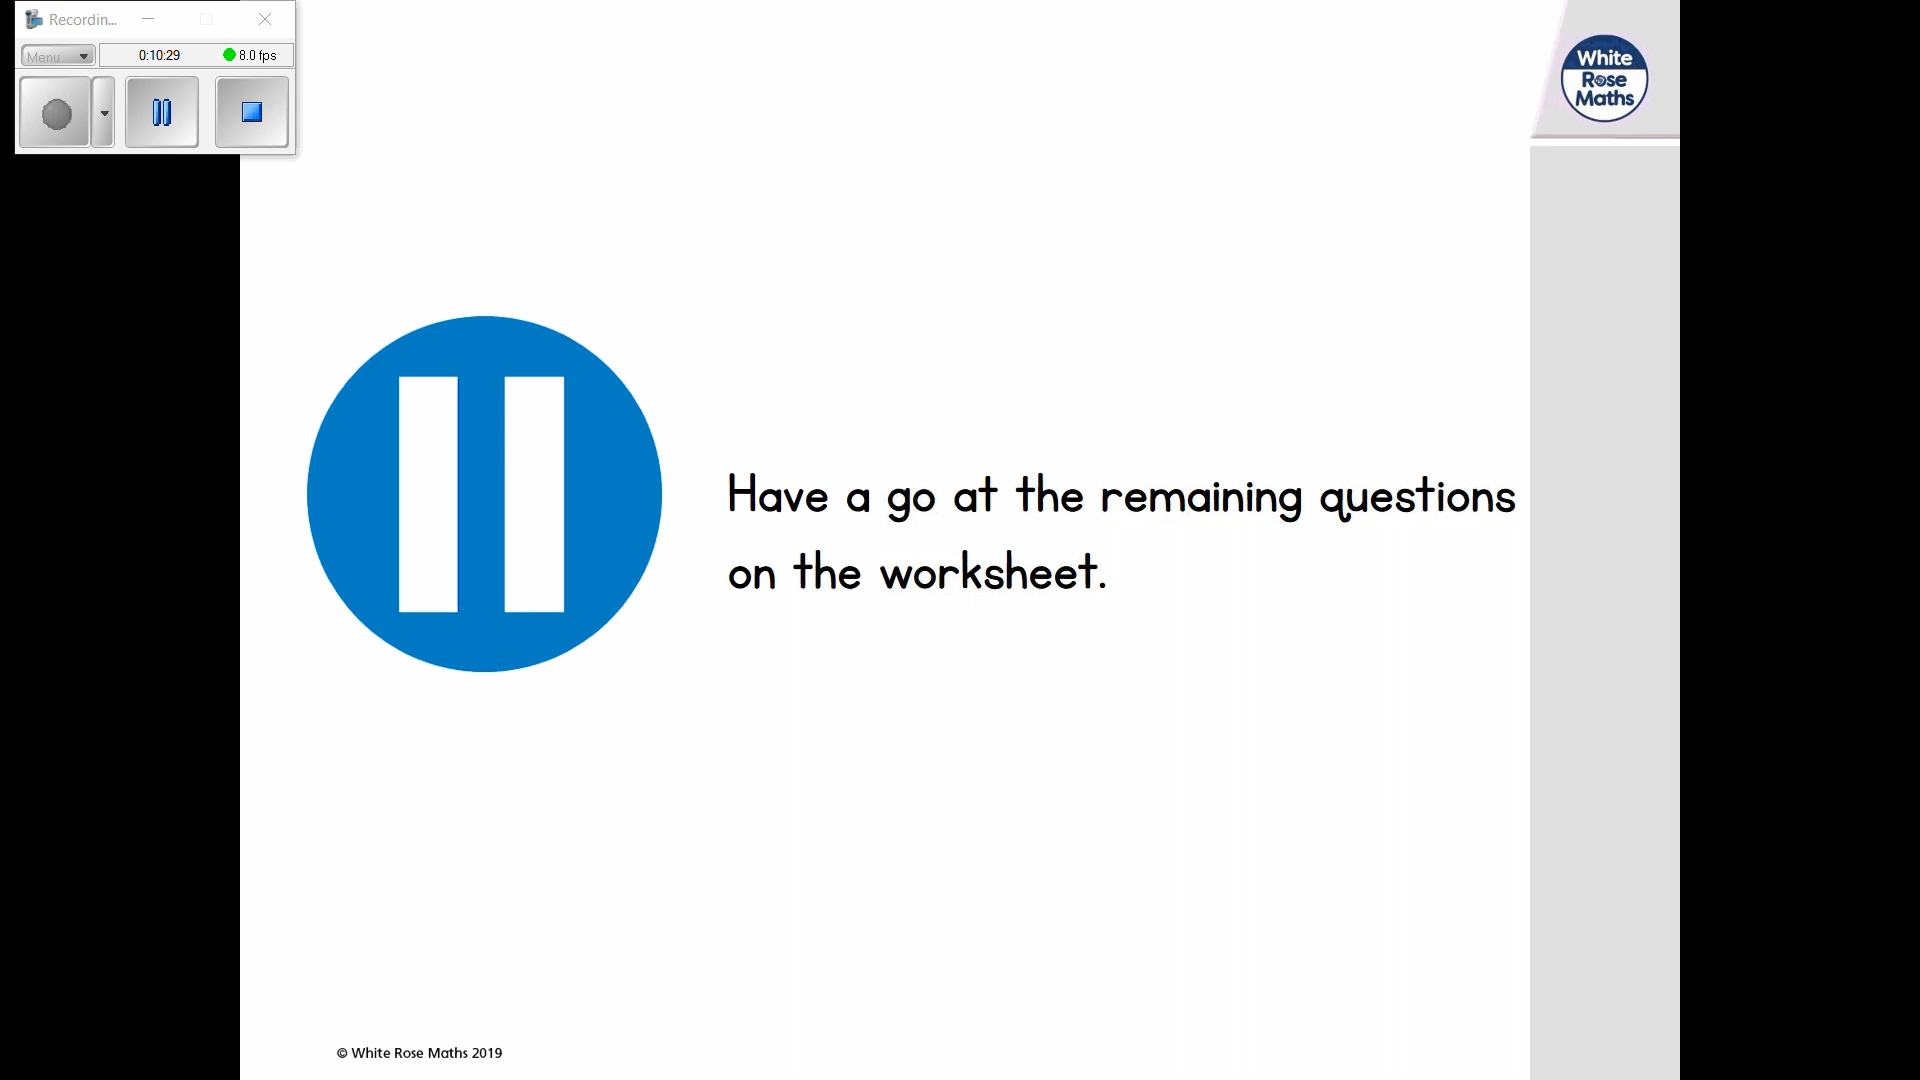 Recordin...
Menu
0:10:29
8.0 fps
White
Rose
Maths
Have a go at the remaining questions
on the worksheet.
© White Rose Maths 2019